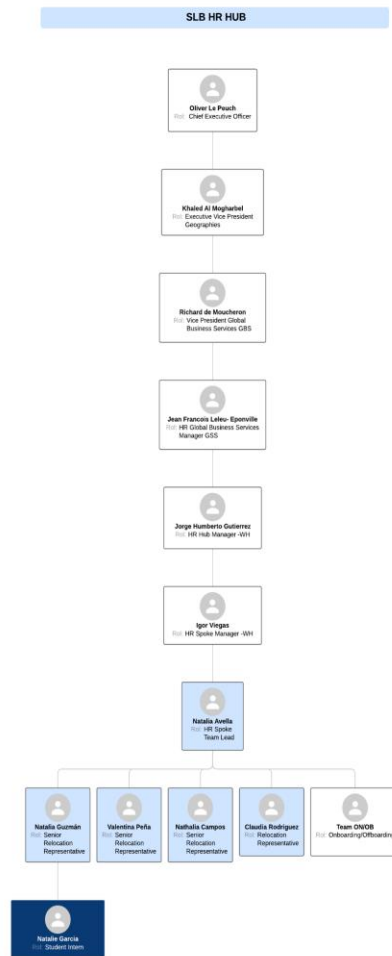 SLB HR HUB
Oliver Le Peuch
Rol: Chief Executive Officer
Khaled Al Mogharbel
Rol: Executive Vice President
Geographies
Richard de Moucheron
Rol: Vice President Global
Business Services GBS
Jean Francois Leleu- Eponville
Rol: HR Global Business Services
Manager GSS
Jorge Humberto Gutierrez
Rol: HR Hub Manager -WH
Igor Viegas
Rol: HR Spoke Manager -WH
Natalia Avella
Rol: HR Spoke
Team Lead
Natalia Guzmán
Rol: Senior
Relocation
Representative
Valentina Peña
Rol: Senior
Relocation
Representative
Nathalia Campos
Rol: Senior
Relocation
Representative
Claudia Rodriguez
Rol: Relocation
Representative
Team ON/OB
Rol: Onboarding/Offboarding
Natalie Garcia
Rol: Student Intern